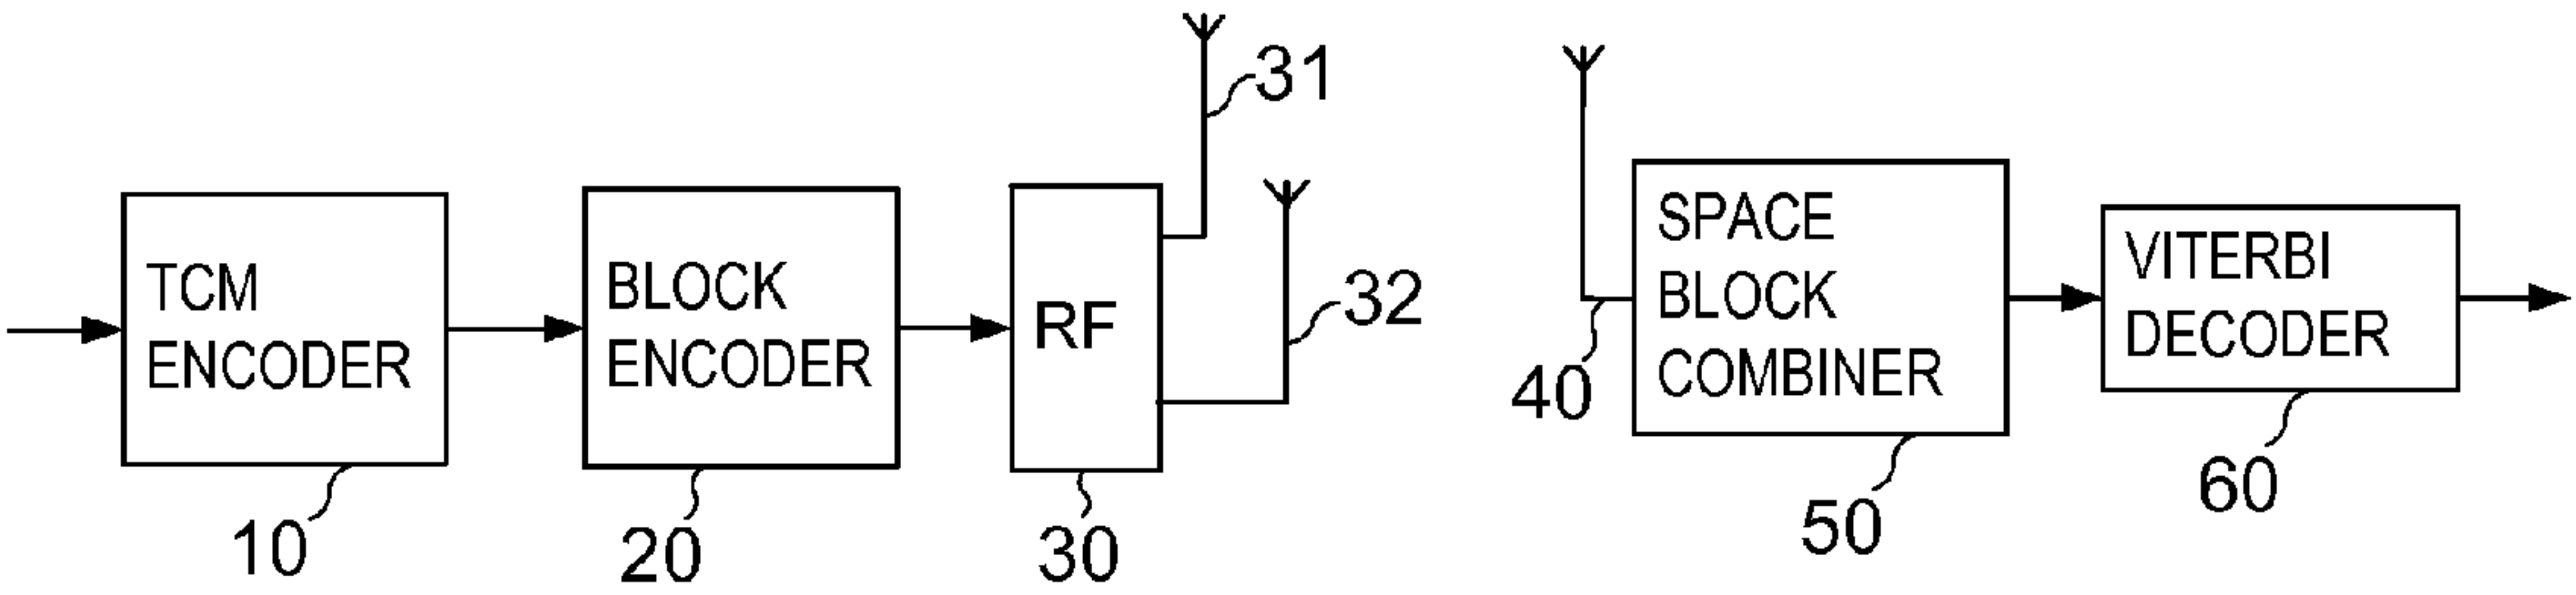 TCM
ENCODER
10
BLOCK
ENCODER
20
RF
30
31
32
40
SPACE
BLOCK
COMBINER
50
VITERBI
DECODER
60